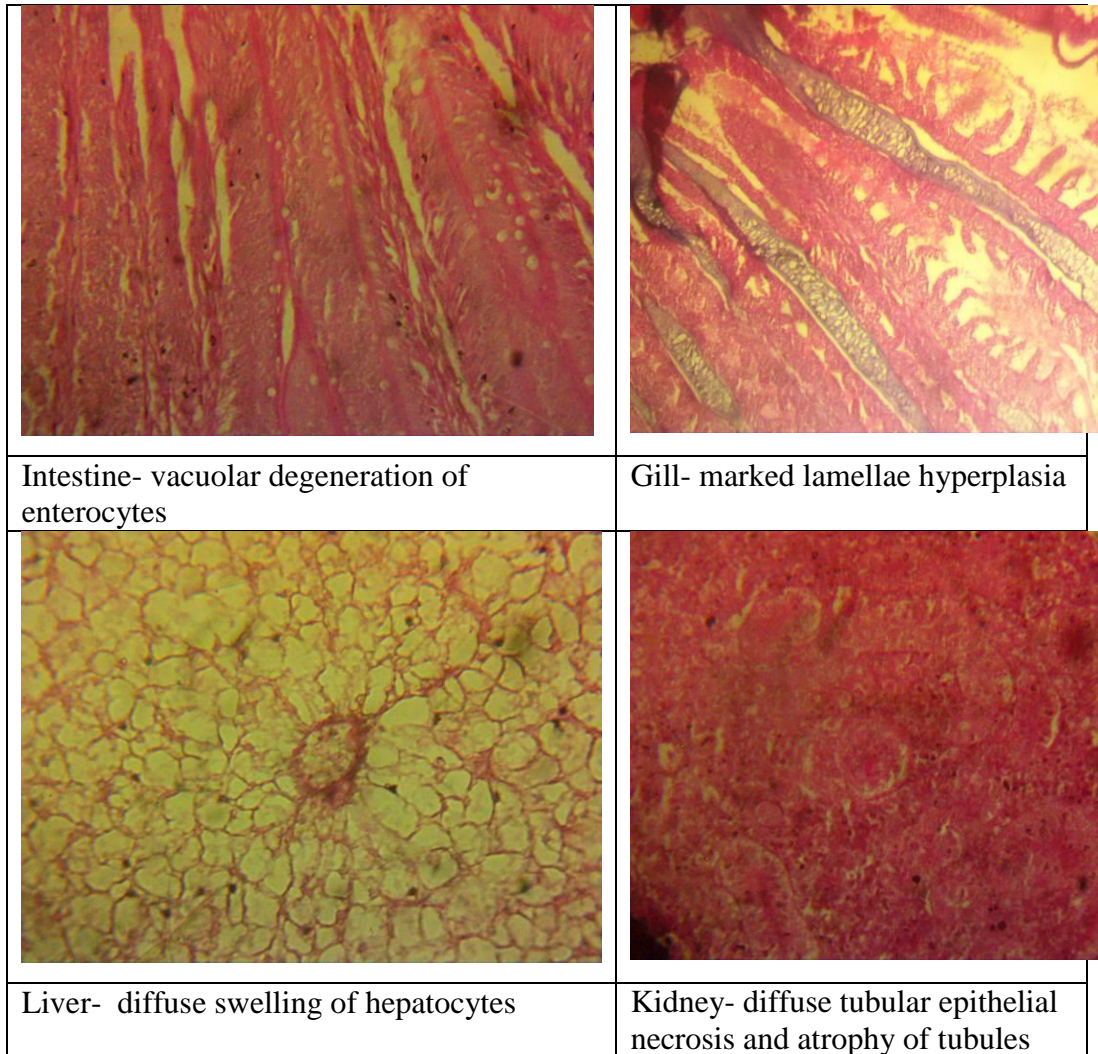 Intestine- vacuolar degeneration of
enterocytes
Gill- marked lamellae hyperplasia
Liver-  diffuse swelling of hepatocytes
Kidney- diffuse tubular epithelial
necrosis and atrophy of tubules